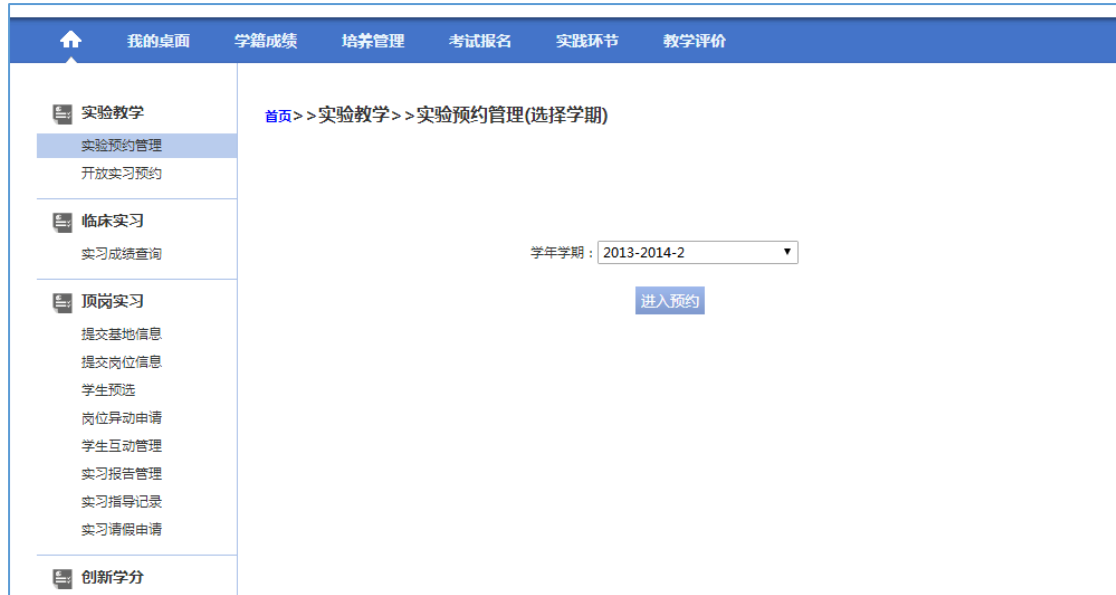 我的桌面 学籍成绩 培养管理 考试报名 实践环节 教学评价
实验教学
实验预约管理
开放实习预约
临床实习
实习成绩查询
顶岗实习
提交基地信息
提交岗位信息
学生预选
岗位异动申请
学生互动管理
实习报告管理
实习指导记录
实习请假申请
创新学分
首页>>实验教学>>实验预约管理(选择学期)
学年学期：2013-2014-2
进入预约